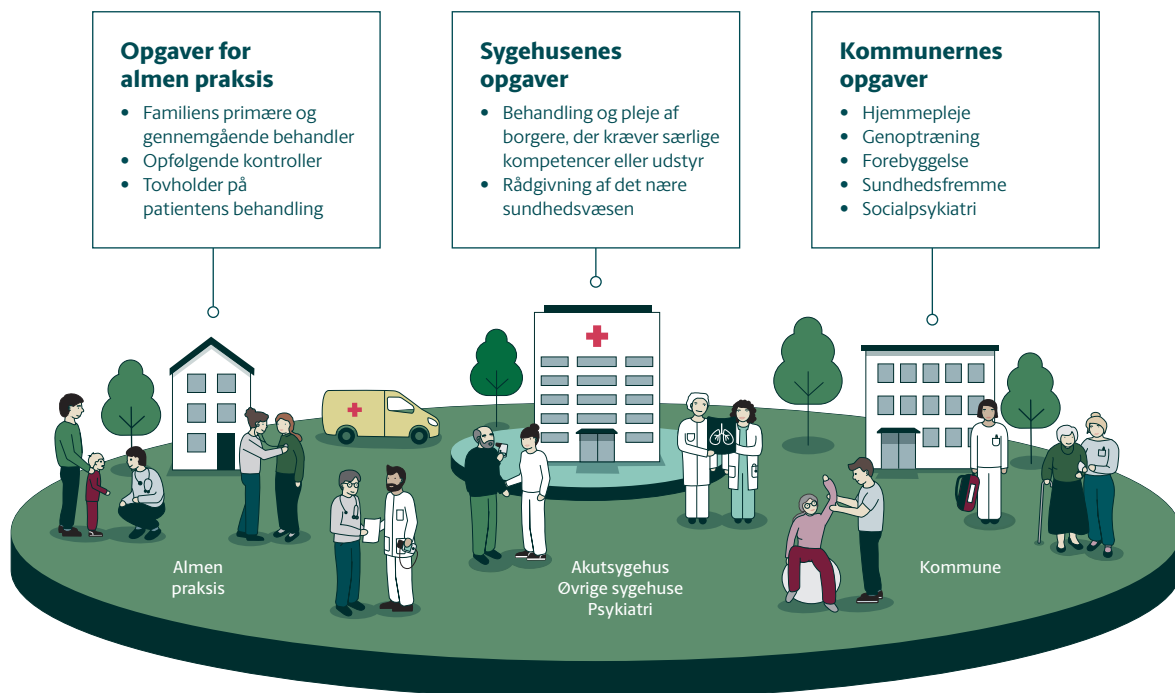 Opgaver for
almen praksis
• Familiens primære og
gennemgående behandler
• Opfølgende kontroller
• Tovholder på
patientens behandling
Sygehusenes
opgaver
• Behandling og pleje af
borgere, der kræver særlige
kompetencer eller udstyr
• Rådgivning af det nære
sundhedsvæsen
Kommunernes
opgaver
• Hjemmepleje
• Genoptræning
• Forebyggelse
• Sundhedsfremme
• Socialpsykiatri
Almen
praksis
Akutsygehus
Øvrige sygehuse
Psykiatri
Kommune